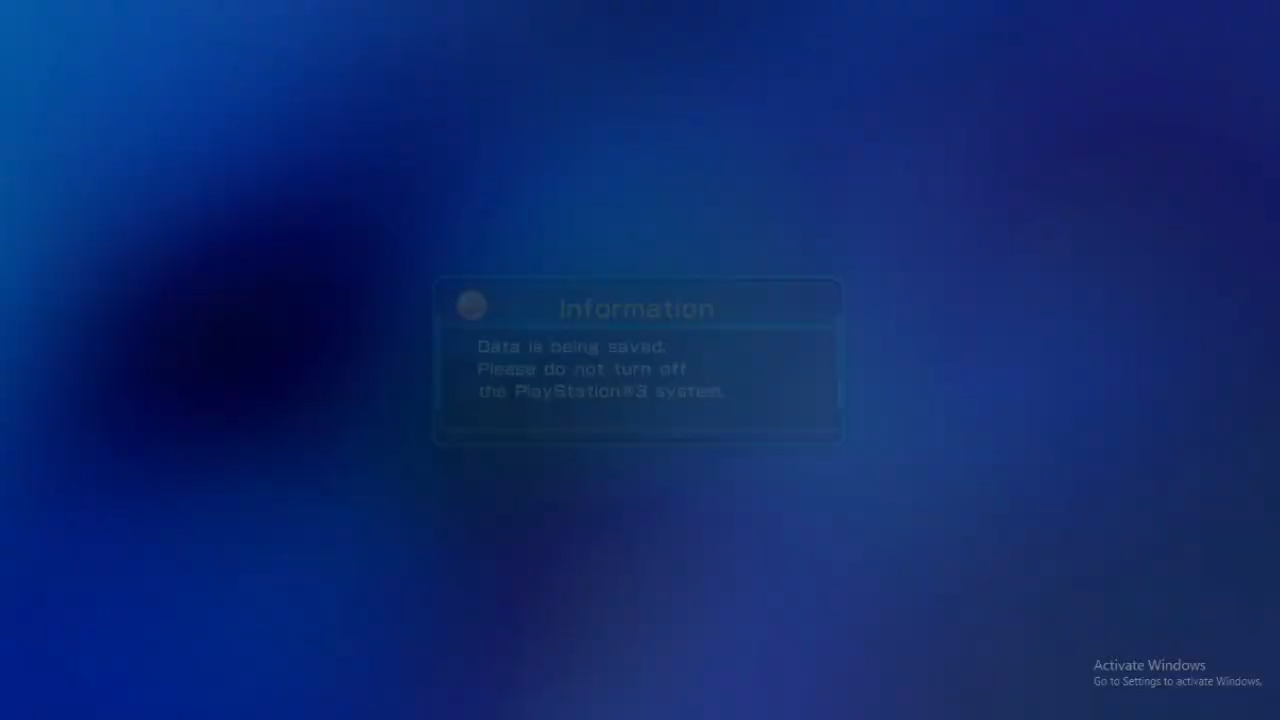 Information
Data is being saved.
Please do not turn off
the PlayStation®3 system.
Activate Windows
Go to Settings to activate Windows.